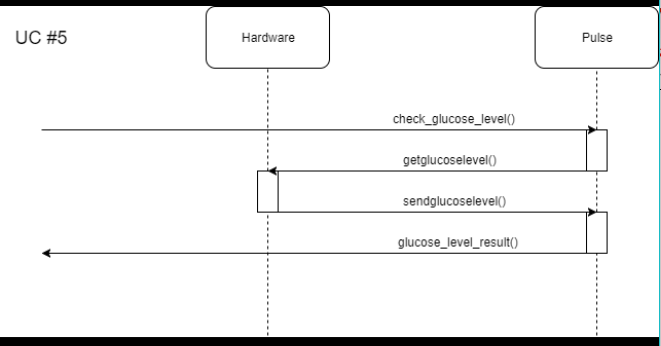 UC #5
Hardware
Pulse
check_glucose_level()
getglucoselevel()
sendglucoselevel()
glucose_level_result()